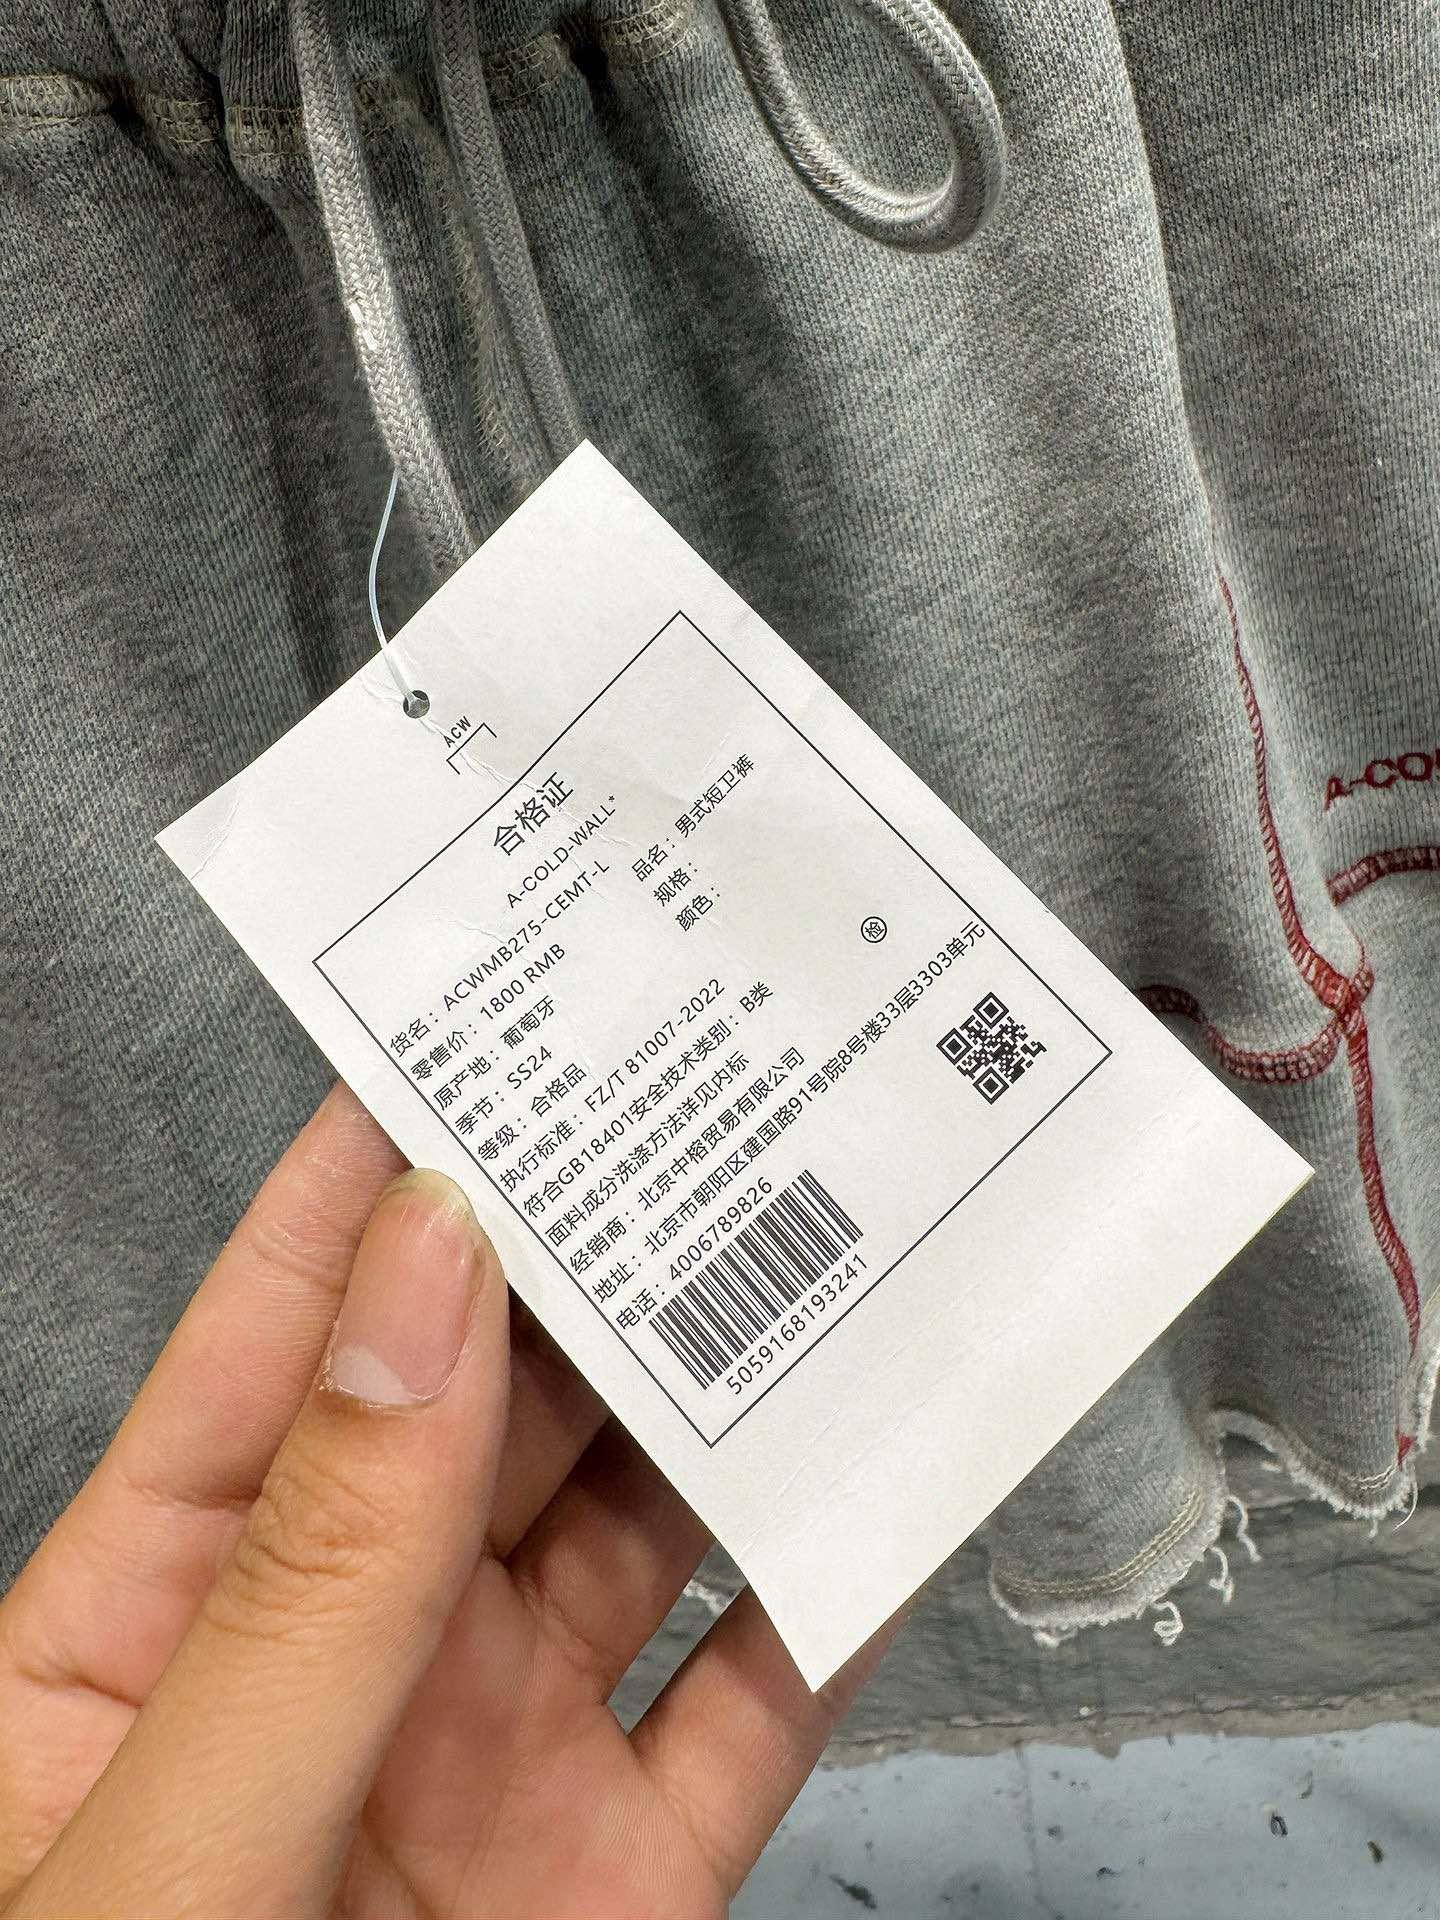 ACW
合格证
A-COLD-WALL*
货名：ACWMB275-CEMT-L
品名：男式短卫裤
零售价：1800 RMB
规格：
原产地：葡萄牙
颜色：
季节：SS24
等级：合格品
检
执行标准：FZ/T 81007-2022
符合GB18401安全技术类别：B类
面料成分洗涤方法详见内标
经销商：北京中榕贸易有限公司
地址：北京市朝阳区建国路91号院8号楼33层3303单元
电话：4006789826
5059168193241
A-CO